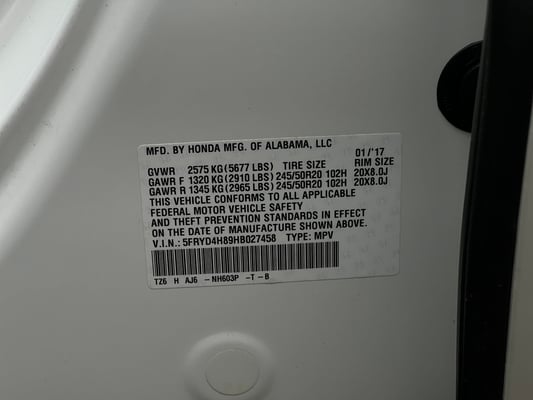 MFD. BY HONDA MFG. OF ALABAMA, LLC 01/'17
GVWR 2575 KG(5677 LBS) TIRE SIZE RIM SIZE
GAWR F 1320 KG(2910 LBS) 245/50R20 102H 20X8.0J
GAWR R 1345 KG(2965 LBS) 245/50R20 102H 20X8.0J
THIS VEHICLE CONFORMS TO ALL APPLICABLE
FEDERAL MOTOR VEHICLE SAFETY
AND THEFT PREVENTION STANDARDS IN EFFECT
ON THE DATE OF MANUFACTURE SHOWN ABOVE.
V.I.N.: 5FRYD4H89HB027458 TYPE: MPV
TZ6 H AJ6 - NH603P -T - B